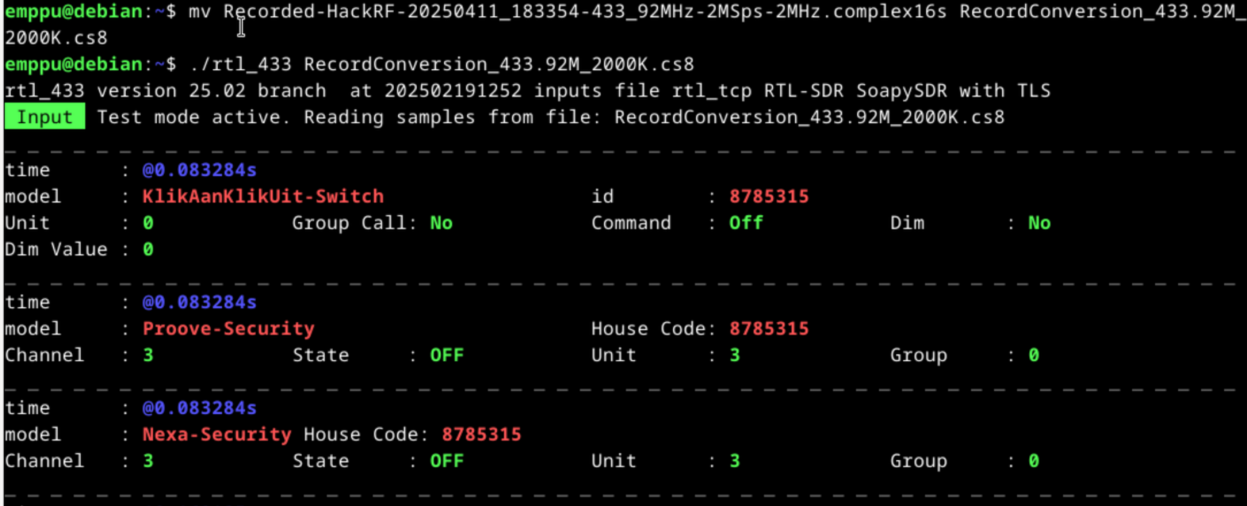 emppu@debian:~$ mv Recorded-HackRF-20250411_183354-433_92MHz-2MSps-2MHz.complex16s RecordConversion_433.92M_
2000K.cs8
emppu@debian:~$ ./rtl_433 RecordConversion_433.92M_2000K.cs8
rtl_433 version 25.02 branch  at 202502191252 inputs file rtl_tcp RTL-SDR SoapySDR with TLS
Input Test mode active. Reading samples from file: RecordConversion_433.92M_2000K.cs8
_ _ _ _ _ _ _ _ _ _ _ _ _ _ _ _ _ _ _ _ _ _ _ _ _ _ _ _ _ _ _ _ _ _ _ _ _ _ _ _ _ _ _ _ _ _ _ _ _ _ _ _
time : @0.083284s
model : KlikAanKlikUit-Switch id : 8785315
Unit : 0 Group Call: No Command : Off Dim : No
Dim Value : 0
_ _ _ _ _ _ _ _ _ _ _ _ _ _ _ _ _ _ _ _ _ _ _ _ _ _ _ _ _ _ _ _ _ _ _ _ _ _ _ _ _ _ _ _ _ _ _ _ _ _ _ _
time : @0.083284s
model : Proove-Security House Code: 8785315
Channel : 3 State : OFF Unit : 3 Group : 0
_ _ _ _ _ _ _ _ _ _ _ _ _ _ _ _ _ _ _ _ _ _ _ _ _ _ _ _ _ _ _ _ _ _ _ _ _ _ _ _ _ _ _ _ _ _ _ _ _ _ _ _
time : @0.083284s
model : Nexa-Security House Code: 8785315
Channel : 3 State : OFF Unit : 3 Group : 0
_ _ _ _ _ _ _ _ _ _ _ _ _ _ _ _ _ _ _ _ _ _ _ _ _ _ _ _ _ _ _ _ _ _ _ _ _ _ _ _ _ _ _ _ _ _ _ _ _ _ _ _